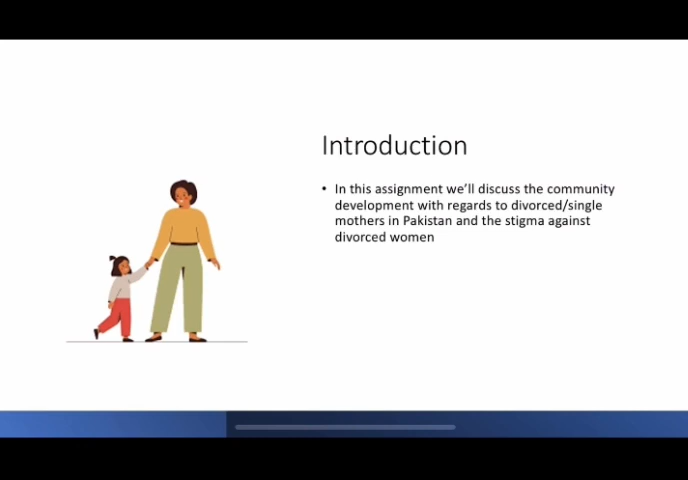 Introduction
• In this assignment we'll discuss the community
development with regards to divorced/single
mothers in Pakistan and the stigma against
divorced women